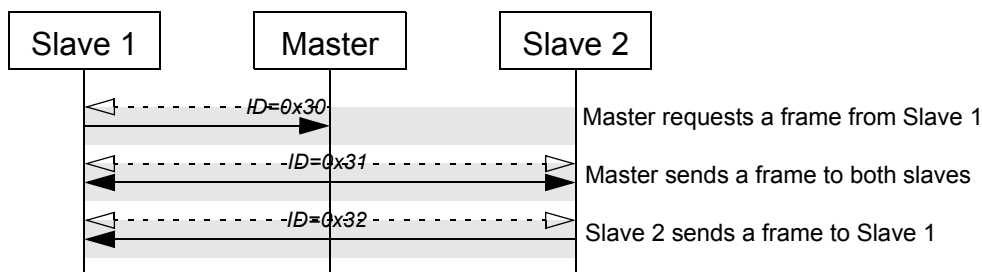 Slave 1
Master
Slave 2
ID=0x30
Master requests a frame from Slave 1
ID=0x31
Master sends a frame to both slaves
ID=0x32
Slave 2 sends a frame to Slave 1